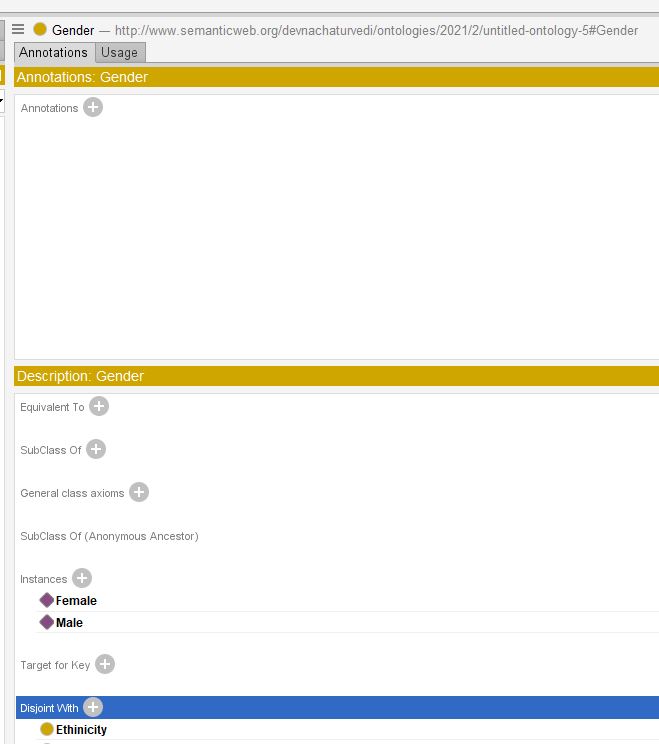 Gender — http://www.semanticweb.org/devnachaturvedi/ontologies/2021/2/untitled-ontology-5#Gender
Annotations Usage
Annotations: Gender
Annotations
Description: Gender
Equivalent To
SubClass Of
General class axioms
SubClass Of (Anonymous Ancestor)
Instances
Female
Male
Target for Key
Disjoint With
Ethinicity